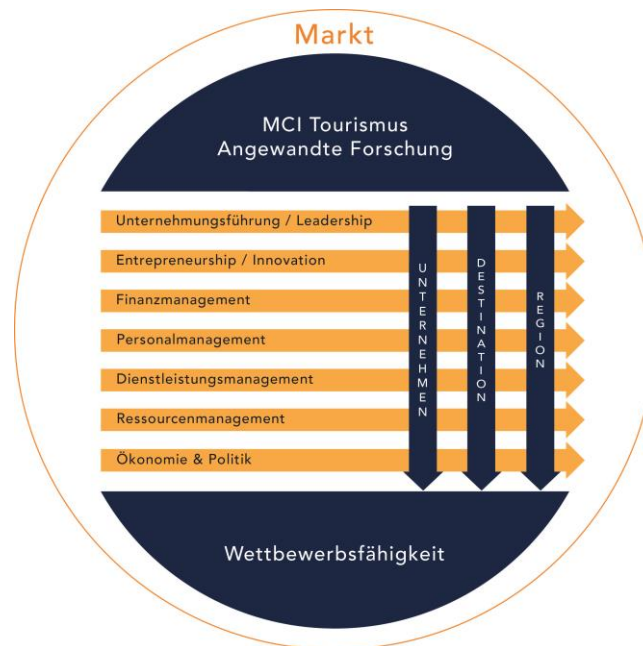 Markt
MCI Tourismus
Angewandte Forschung
Unternehmungsführung / Leadership
Entrepreneurship / Innovation
Finanzmanagement
Personalmanagement
Dienstleistungsmanagement
Ressourcenmanagement
Ökonomie & Politik
UNTERNEHMEN
DESTINATION
REGION
Wettbewerbsfähigkeit